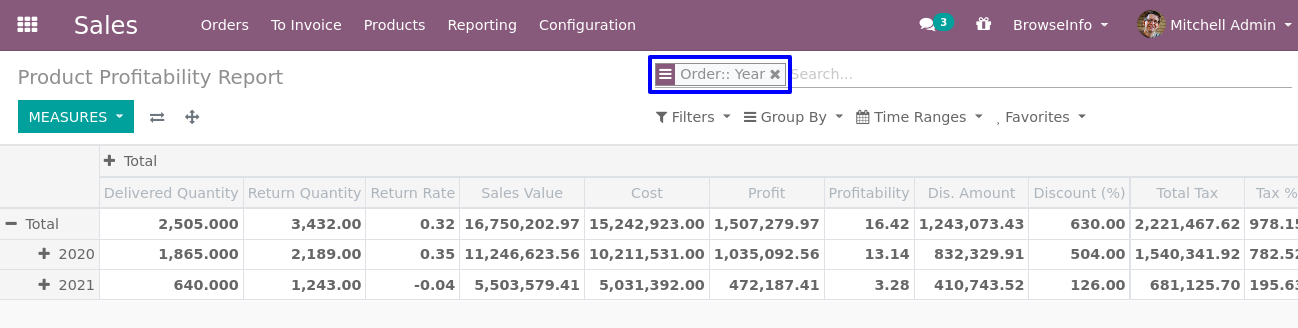 Sales Orders To Invoice Products Reporting Configuration 3 BrowseInfo Mitchell Admin
Product Profitability Report Order:: Year Search...
MEASURES Filters Group By Time Ranges Favorites
Total
Delivered Quantity Return Quantity Return Rate Sales Value Cost Profit Profitability Dis. Amount Discount (%) Total Tax Tax %
Total 2,505.000 3,432.00 0.32 16,750,202.97 15,242,923.00 1,507,279.97 16.42 1,243,073.43 630.00 2,221,467.62 978.15
2020 1,865.000 2,189.00 0.35 11,246,623.56 10,211,531.00 1,035,092.56 13.14 832,329.91 504.00 1,540,341.92 782.52
2021 640.000 1,243.00 -0.04 5,503,579.41 5,031,392.00 472,187.41 3.28 410,743.52 126.00 681,125.70 195.63